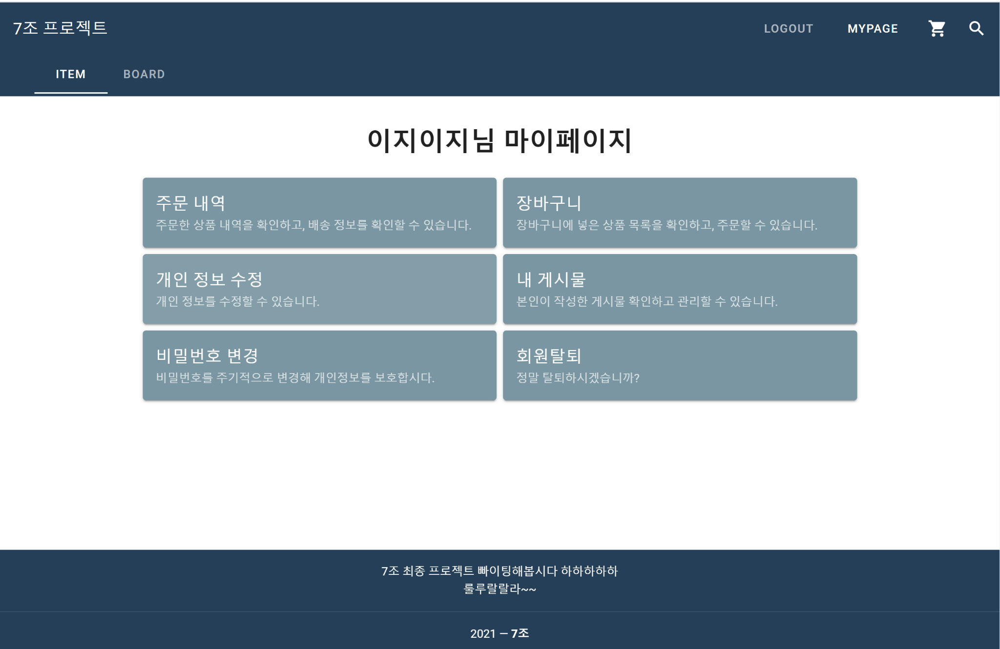 7조 프로젝트
LOGOUT
MYPAGE
ITEM
BOARD
이지이지님 마이페이지
주문 내역
주문한 상품 내역을 확인하고, 배송 정보를 확인할 수 있습니다.
장바구니
장바구니에 넣은 상품 목록을 확인하고, 주문할 수 있습니다.
개인 정보 수정
개인 정보를 수정할 수 있습니다.
내 게시물
본인이 작성한 게시물 확인하고 관리할 수 있습니다.
비밀번호 변경
비밀번호를 주기적으로 변경해 개인정보를 보호합시다.
회원탈퇴
정말 탈퇴하시겠습니까?
7조 최종 프로젝트 빠이팅해봅시다 하하하하하
룰루랄랄라~~
2021 — 7조